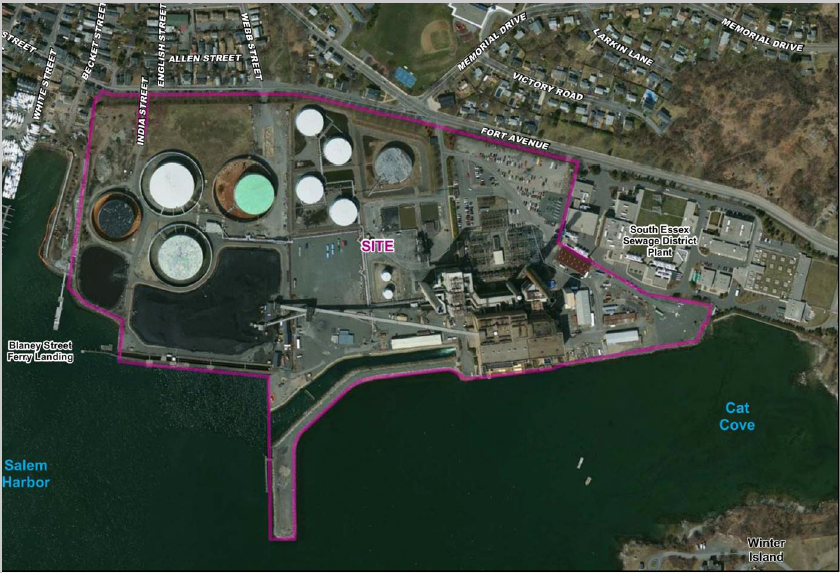 STREET
WHITE STREET
BECKET STREET
ENGLISH STREET
WEBB STREET
ALLEN STREET
INDIA STREET
MEMORIAL DRIVE
LARKIN LANE
MEMORIAL DRIVE
VICTORY ROAD
FORT AVENUE
SITE
South Essex
Sewage District
Plant
Blaney Street
Ferry Landing
Salem
Harbor
Cat
Cove
Winter
Island